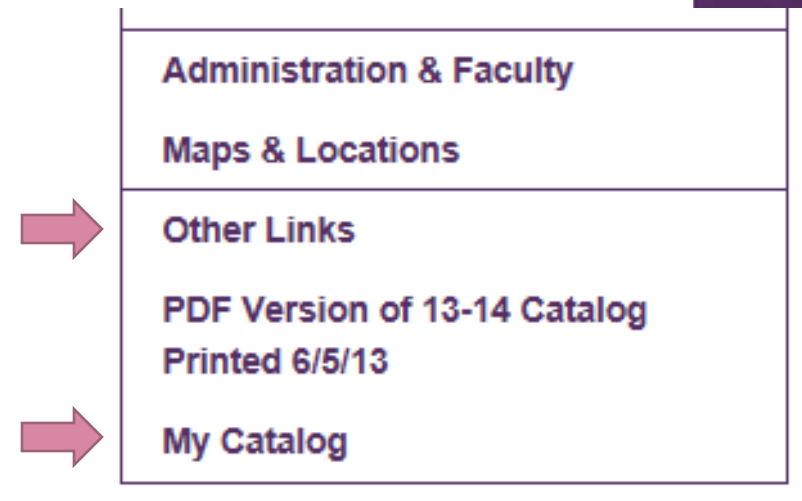 Administration & Faculty
Maps & Locations
Other Links
PDF Version of 13-14 Catalog
Printed 6/5/13
My Catalog